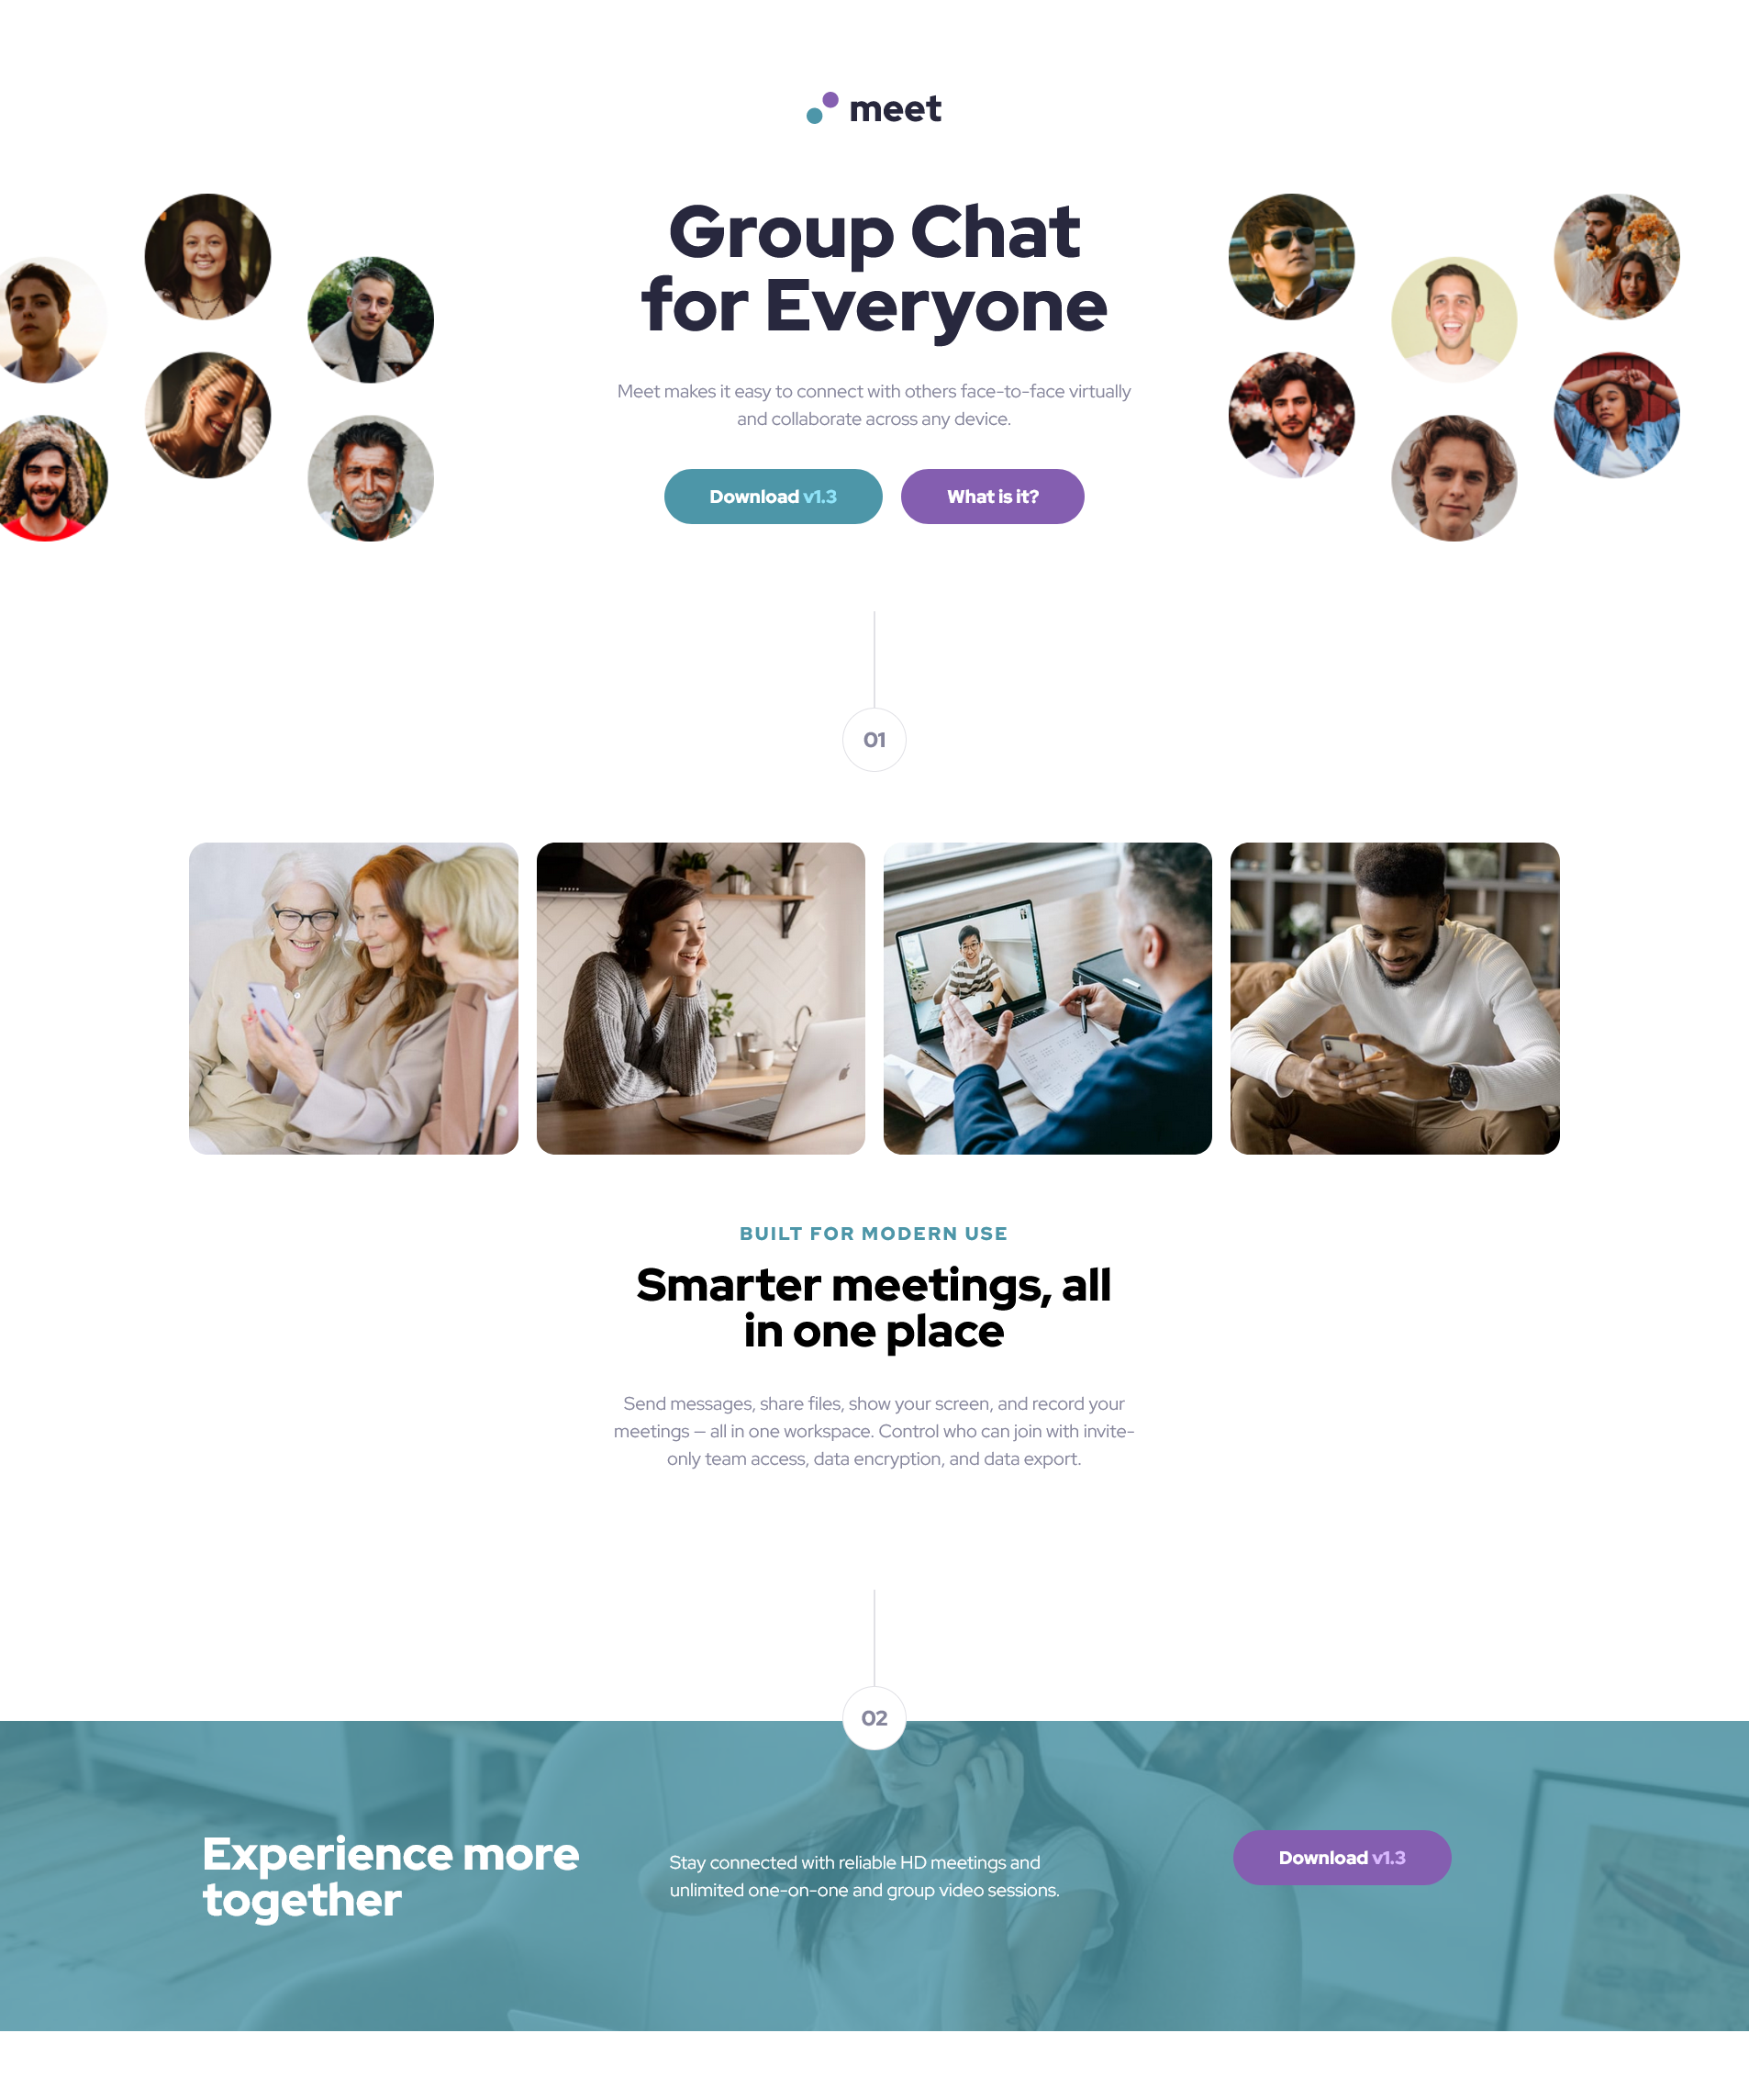 meet
Group Chat
for Everyone
Meet makes it easy to connect with others face-to-face virtually
and collaborate across any device.
Download v1.3
What is it?
01
BUILT FOR MODERN USE
Smarter meetings, all
in one place
Send messages, share files, show your screen, and record your
meetings — all in one workspace. Control who can join with invite-
only team access, data encryption, and data export.
02
Experience more
together
Stay connected with reliable HD meetings and
unlimited one-on-one and group video sessions.
Download v1.3